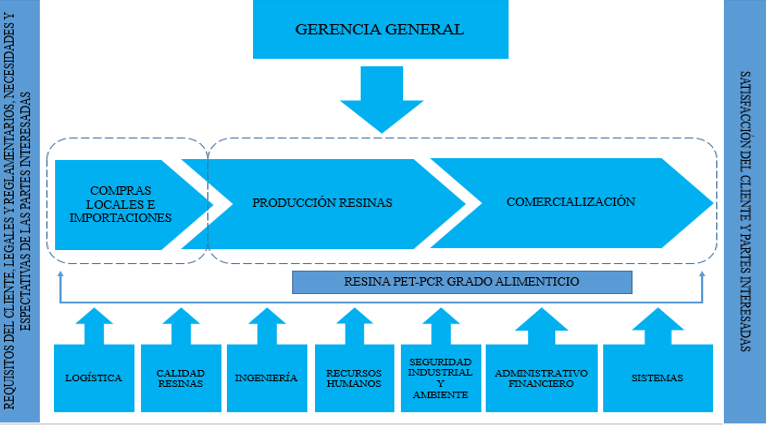 REQUISITOS DEL CLIENTE, LEGALES Y REGLAMENTARIOS, NECESIDADES Y
ESPECTATIVAS DE LAS PARTES INTERESADAS
GERENCIA GENERAL
COMPRAS
LOCALES E
IMPORTACIONES
PRODUCCIÓN RESINAS
COMERCIALIZACIÓN
RESINA PET-PCR GRADO ALIMENTICIO
LOGÍSTICA
CALIDAD
RESINAS
INGENIERÍA
RECURSOS
HUMANOS
SEGURIDAD
INDUSTRIAL
Y
AMBIENTE
ADMINISTRATIVO
FINANCIERO
SISTEMAS
SATISFACCIÓN DEL CLIENTE Y PARTES INTERESADAS